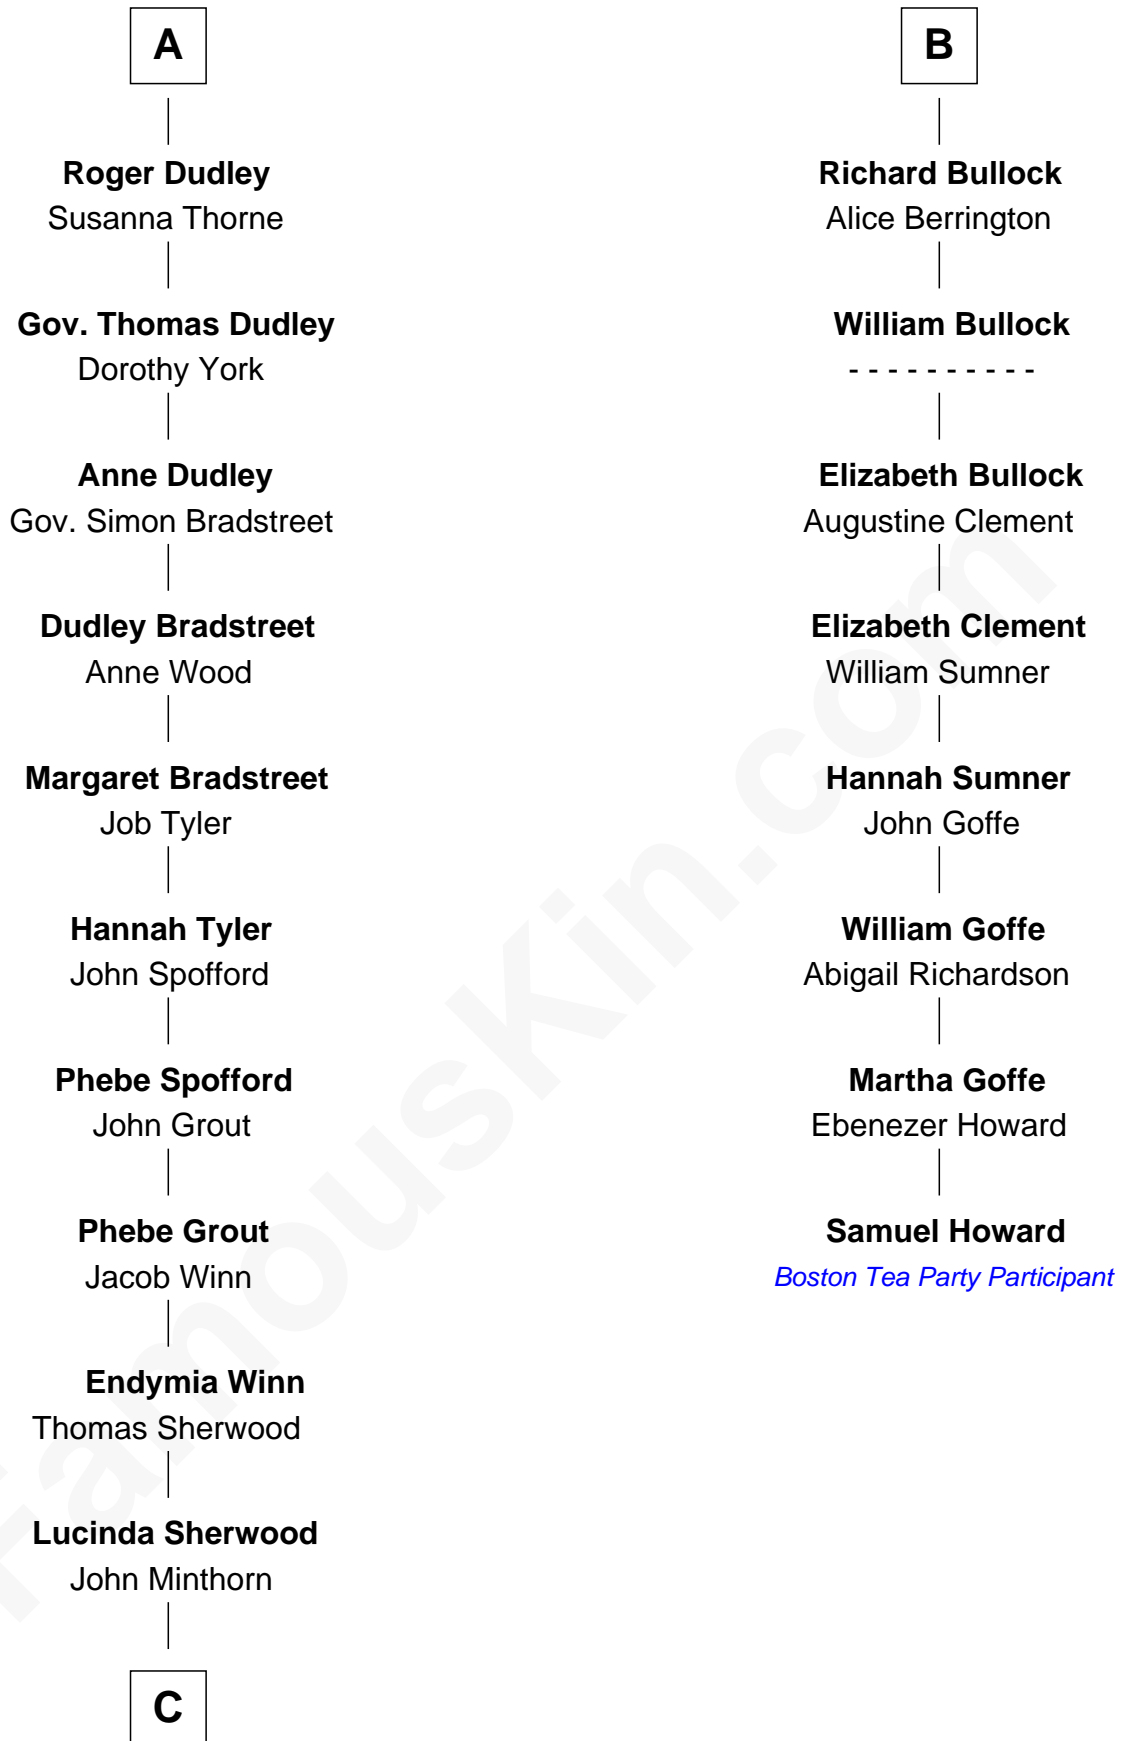 A
Roger Dudley
Susanna Thorne
Gov. Thomas Dudley
Dorothy York
Anne Dudley
Gov. Simon Bradstreet
Dudley Bradstreet
Anne Wood
Margaret Bradstreet
Job Tyler
Hannah Tyler
John Spofford
Phebe Spofford
John Grout
Phebe Grout
Jacob Winn
Endymia Winn
Thomas Sherwood
Lucinda Sherwood
John Minthorn
C
B
Richard Bullock
Alice Berrington
William Bullock
- - - - - - - - - -
Elizabeth Bullock
Augustine Clement
Elizabeth Clement
William Sumner
Hannah Sumner
John Goffe
William Goffe
Abigail Richardson
Martha Goffe
Ebenezer Howard
Samuel Howard
Boston Tea Party Participant
FamousKin.com